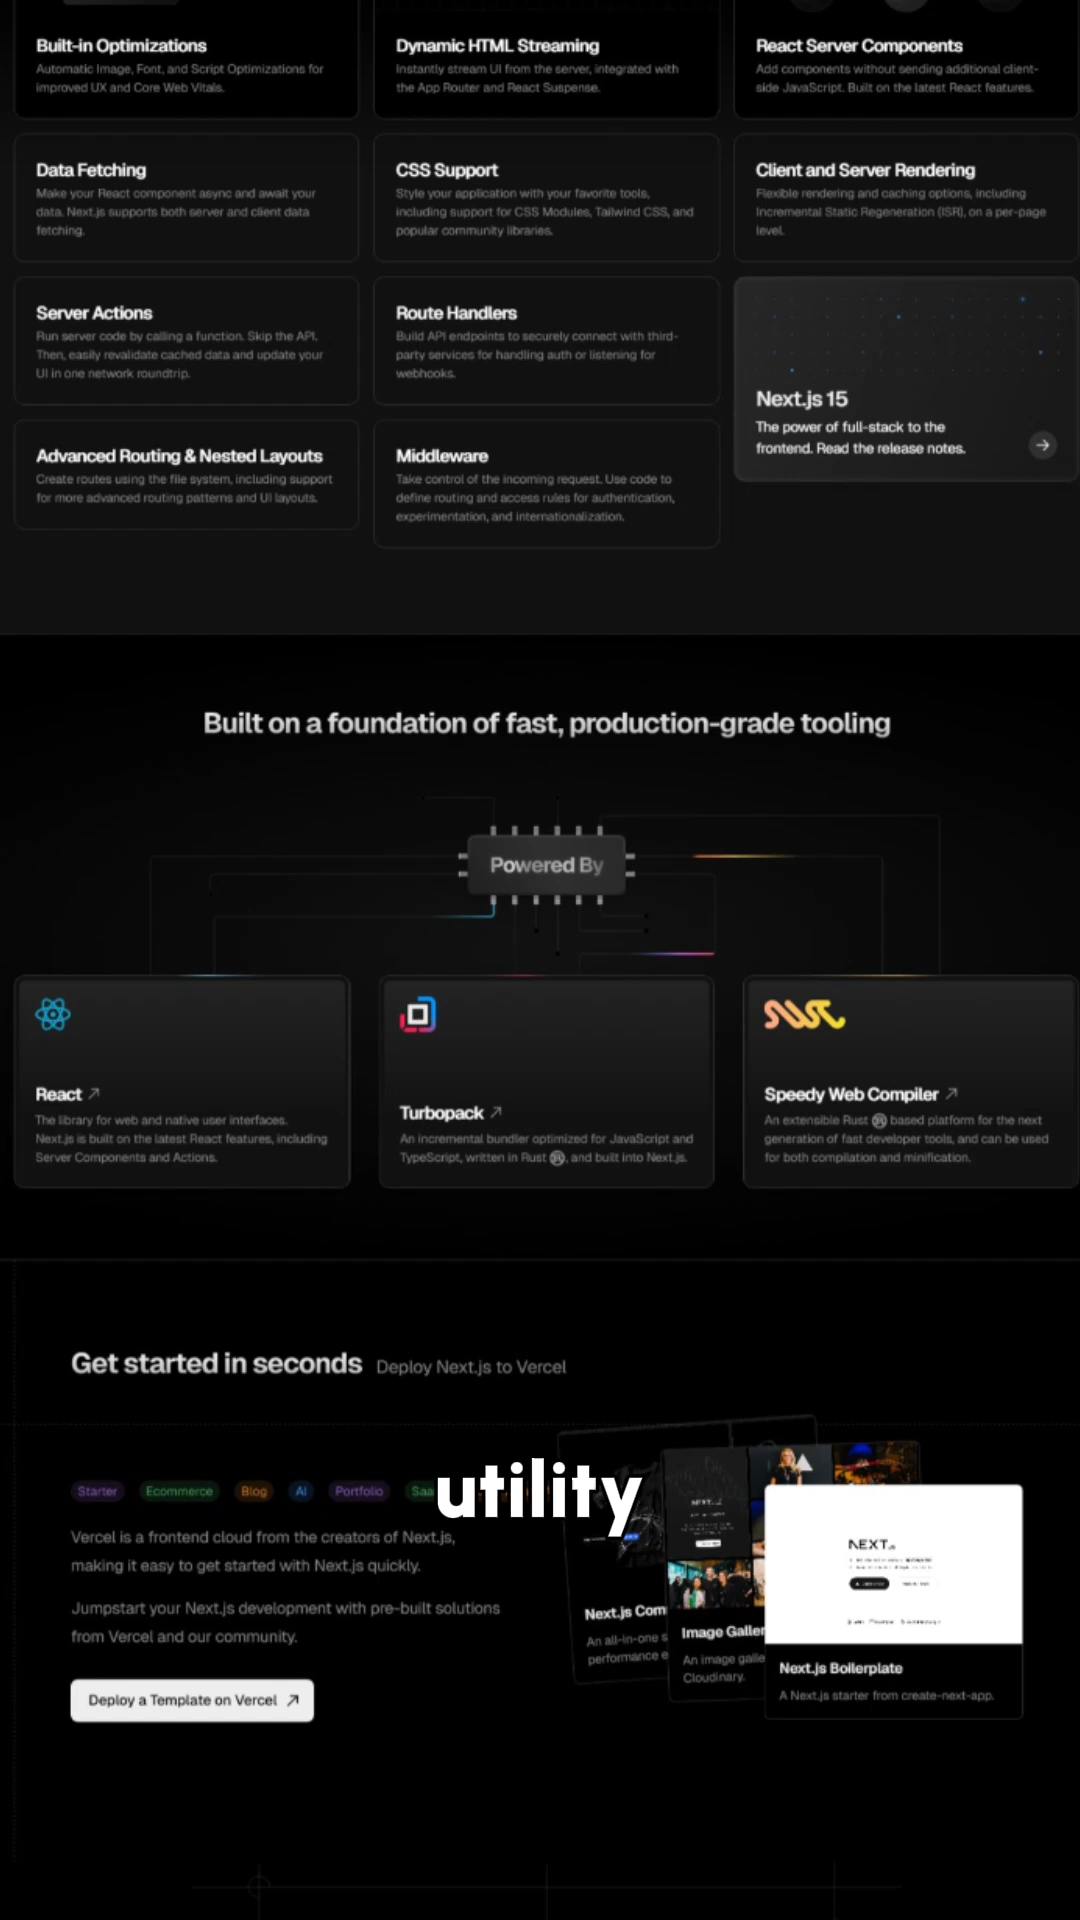 Built-in Optimizations
Automatic Image, Font, and Script Optimizations for
improved UX and Core Web Vitals.
Dynamic HTML Streaming
Instantly stream UI from the server, integrated with
the App Router and React Suspense.
React Server Components
Add components without sending additional client-
side JavaScript. Built on the latest React features.
Data Fetching
Make your React component async and await your
data. Next.js supports both server and client data
fetching.
CSS Support
Style your application with your favorite tools,
including support for CSS Modules, Tailwind CSS, and
popular community libraries.
Client and Server Rendering
Flexible rendering and caching options, including
Incremental Static Regeneration (ISR), on a per-page
level.
Server Actions
Run server code by calling a function. Skip the API.
Then, easily revalidate cached data and update your
UI in one network roundtrip.
Route Handlers
Build API endpoints to securely connect with third-
party services for handling auth or listening for
webhooks.
Next.js 15
The power of full-stack to the
frontend. Read the release notes.
Advanced Routing & Nested Layouts
Create routes using the file system, including support
for more advanced routing patterns and UI layouts.
Middleware
Take control of the incoming request. Use code to
define routing and access rules for authentication,
experimentation, and internationalization.
Built on a foundation of fast, production-grade tooling
Powered By
React
The library for web and native user interfaces.
Next.js is built on the latest React features, including
Server Components and Actions.
Turbopack
An incremental bundler optimized for JavaScript and
TypeScript, written in Rust, and built into Next.js.
Speedy Web Compiler
An extensible Rust based platform for the next
generation of fast developer tools, and can be used
for both compilation and minification.
Get started in seconds Deploy Next.js to Vercel
Starter Ecommerce Blog AI Portfolio Saa
utility
Vercel is a frontend cloud from the creators of Next.js,
making it easy to get started with Next.js quickly.
Jumpstart your Next.js development with pre-built solutions
from Vercel and our community.
Deploy a Template on Vercel
Next.js Com
An all-in-one s
performance e
Image Galler
An image galle
Cloudinary.
NEXT.js
Next.js Boilerplate
A Next.js starter from create-next-app.